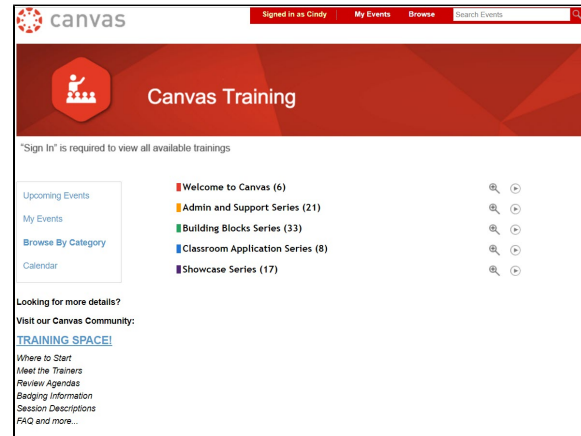 canvas
Signed in as Cindy My Events Browse Search Events
Canvas Training
"Sign In" is required to view all available trainings
Upcoming Events
My Events
Browse By Category
Calendar
Welcome to Canvas (6)
Admin and Support Series (21)
Building Blocks Series (33)
Classroom Application Series (8)
Showcase Series (17)
Looking for more details?
Visit our Canvas Community:
TRAINING SPACE!
Where to Start
Meet the Trainers
Review Agendas
Badging Information
Session Descriptions
FAQ and more...